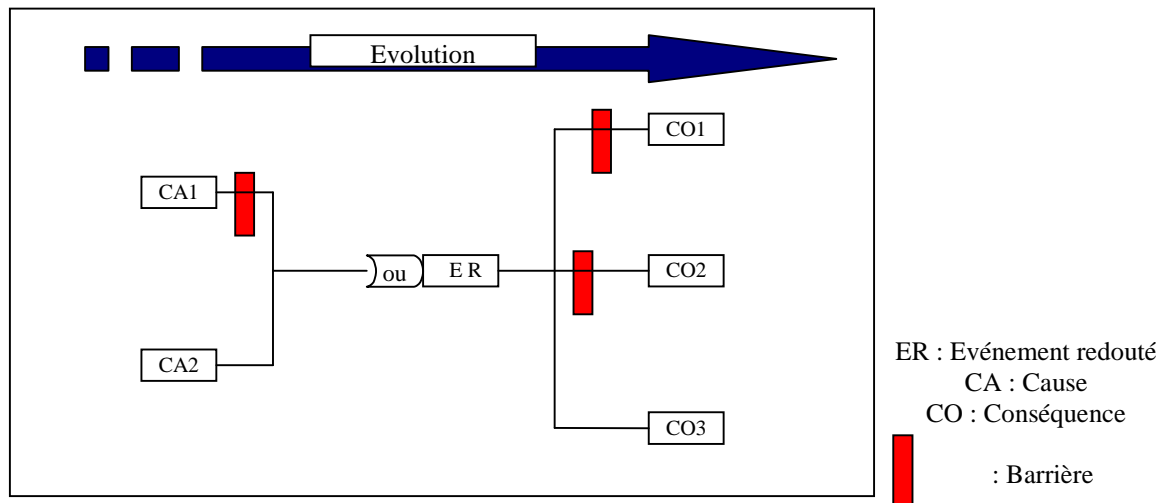 Evolution
CO1
CA1
ou
E R
CO2
CA2
CO3
ER : Evénement redouté
CA : Cause
CO : Conséquence
: Barrière